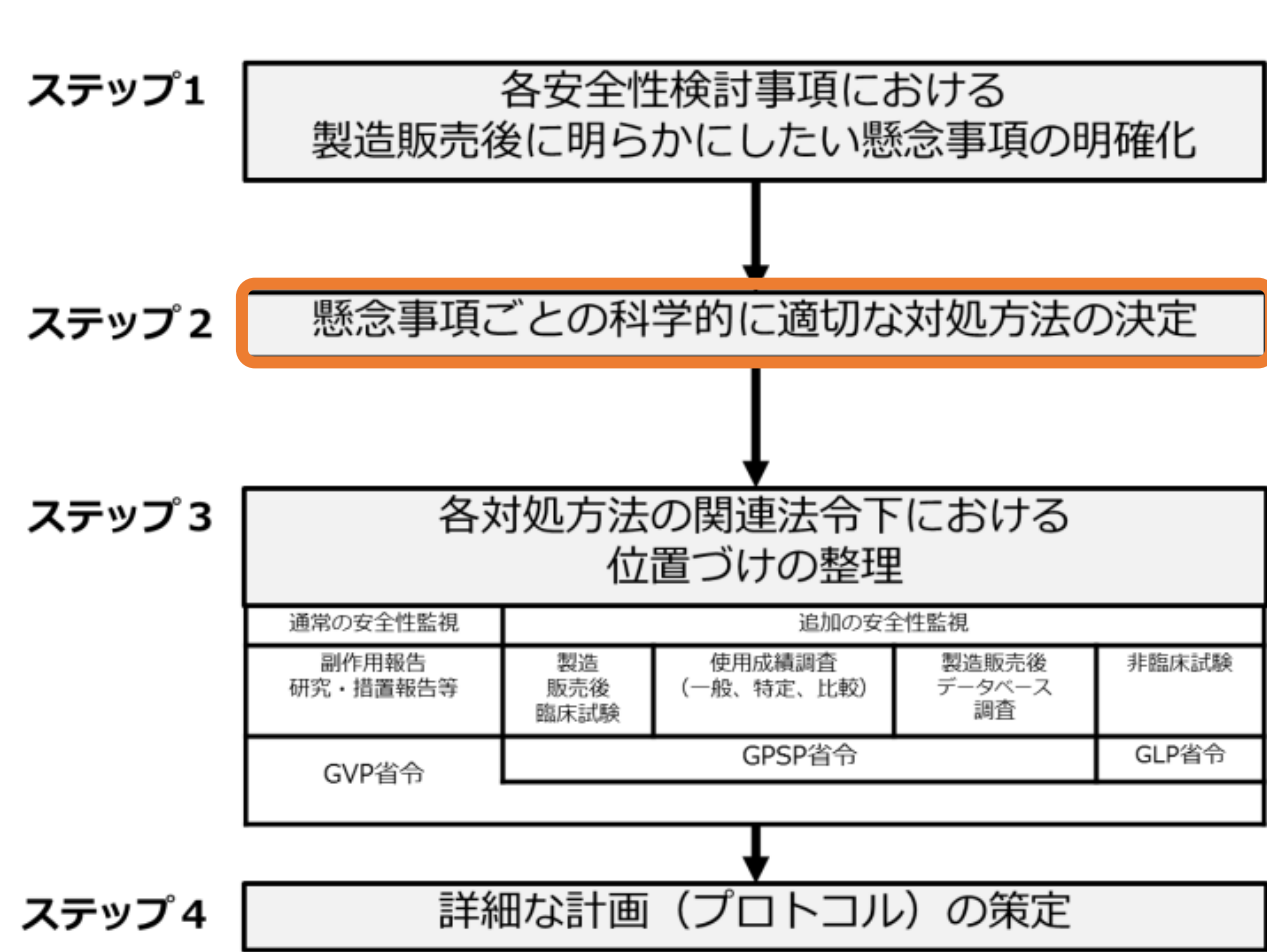 ステップ1
各安全性検討事項における
製造販売後に明らかにしたい懸念事項の明確化
ステップ２
懸念事項ごとの科学的に適切な対処方法の決定
ステップ３
各対処方法の関連法令下における
位置づけの整理
通常の安全性監視
追加の安全性監視
副作用報告
研究・措置報告等
製造
販売後
臨床試験
使用成績調査
（一般、特定、比較）
製造販売後
データベース
調査
非臨床試験
GVP省令
GPSP省令
GLP省令
ステップ４
詳細な計画（プロトコル）の策定